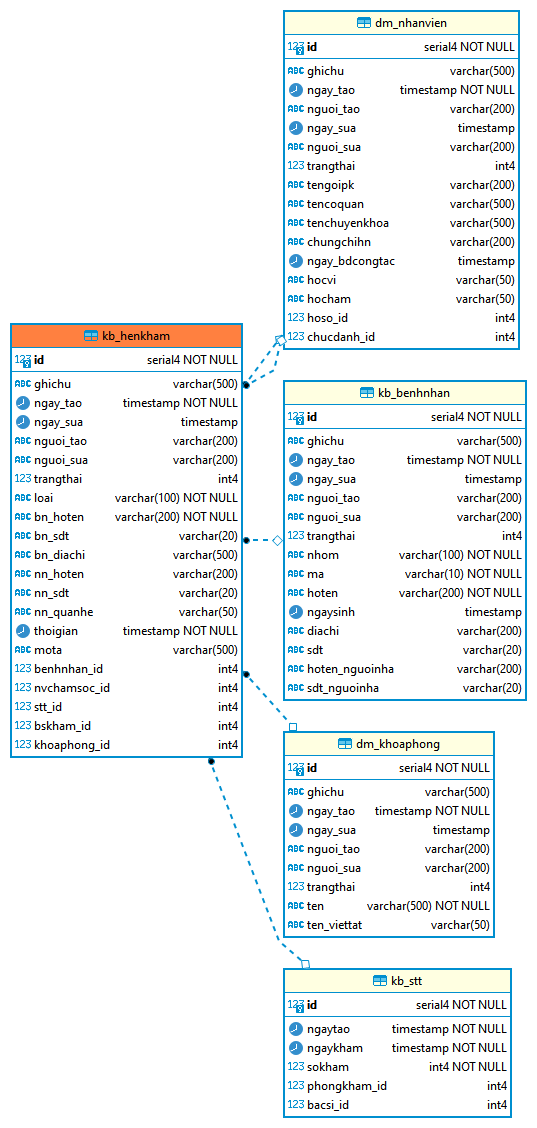 dm_nhanvien
123 id serial4 NOT NULL
ABC ghichu varchar(500)
ngay_tao timestamp NOT NULL
ABC nguoi_tao varchar(200)
ngay_sua timestamp
ABC nguoi_sua varchar(200)
123 trangthai int4
ABC tengoipk varchar(200)
ABC tencoquan varchar(500)
ABC tenchuyenkhoa varchar(500)
ABC chungchihn varchar(200)
ngay_bdcongtac timestamp
ABC hocvi varchar(50)
ABC hocham varchar(50)
123 hoso_id int4
123 chucdanh_id int4
kb_henkham
123 id serial4 NOT NULL
ABC ghichu varchar(500)
ngay_tao timestamp NOT NULL
ngay_sua timestamp
ABC nguoi_tao varchar(200)
ABC nguoi_sua varchar(200)
123 trangthai int4
ABC loai varchar(100) NOT NULL
ABC bn_hoten varchar(200) NOT NULL
ABC bn_sdt varchar(20)
ABC bn_diachi varchar(500)
ABC nn_hoten varchar(200)
ABC nn_sdt varchar(20)
ABC nn_quanhe varchar(50)
thoigian timestamp NOT NULL
ABC mota varchar(500)
123 benhnhan_id int4
123 nvchamsoc_id int4
123 stt_id int4
123 bskham_id int4
123 khoaphong_id int4
kb_benhnhan
123 id serial4 NOT NULL
ABC ghichu varchar(500)
ngay_tao timestamp NOT NULL
ngay_sua timestamp
ABC nguoi_tao varchar(200)
ABC nguoi_sua varchar(200)
123 trangthai int4
ABC nhom varchar(100) NOT NULL
ABC ma varchar(10) NOT NULL
ABC hoten varchar(200) NOT NULL
ngaysinh timestamp
ABC diachi varchar(200)
ABC sdt varchar(20)
ABC hoten_nguoinha varchar(200)
ABC sdt_nguoinha varchar(20)
dm_khoaphong
123 id serial4 NOT NULL
ABC ghichu varchar(500)
ngay_tao timestamp NOT NULL
ngay_sua timestamp
ABC nguoi_tao varchar(200)
ABC nguoi_sua varchar(200)
123 trangthai int4
ABC ten varchar(500) NOT NULL
ABC ten_viettat varchar(50)
kb_stt
123 id serial4 NOT NULL
ngaytao timestamp NOT NULL
ngaykham timestamp NOT NULL
123 sokham int4 NOT NULL
123 phongkham_id int4
123 bacsi_id int4